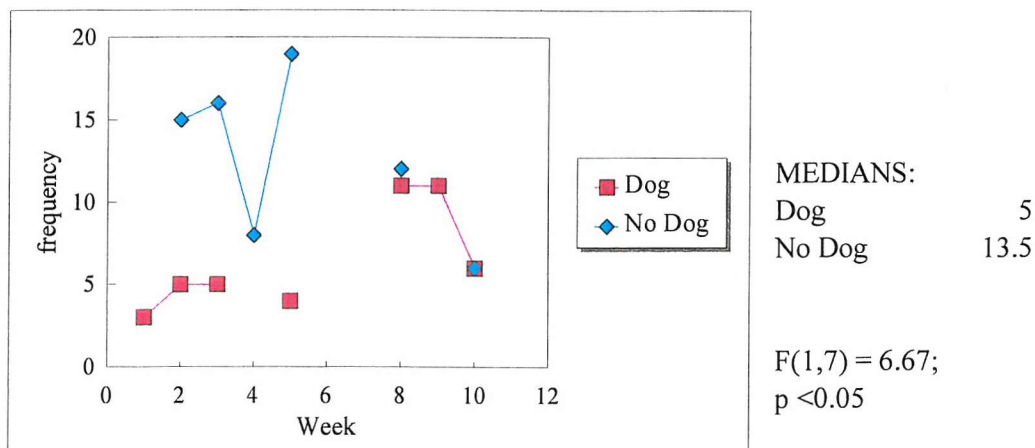 20
15
10
5
0
frequency
0 2 4 6 8 10 12
Week
Dog
No Dog
MEDIANS:
Dog 5
No Dog 13.5
F(1,7) = 6.67;
p <0.05